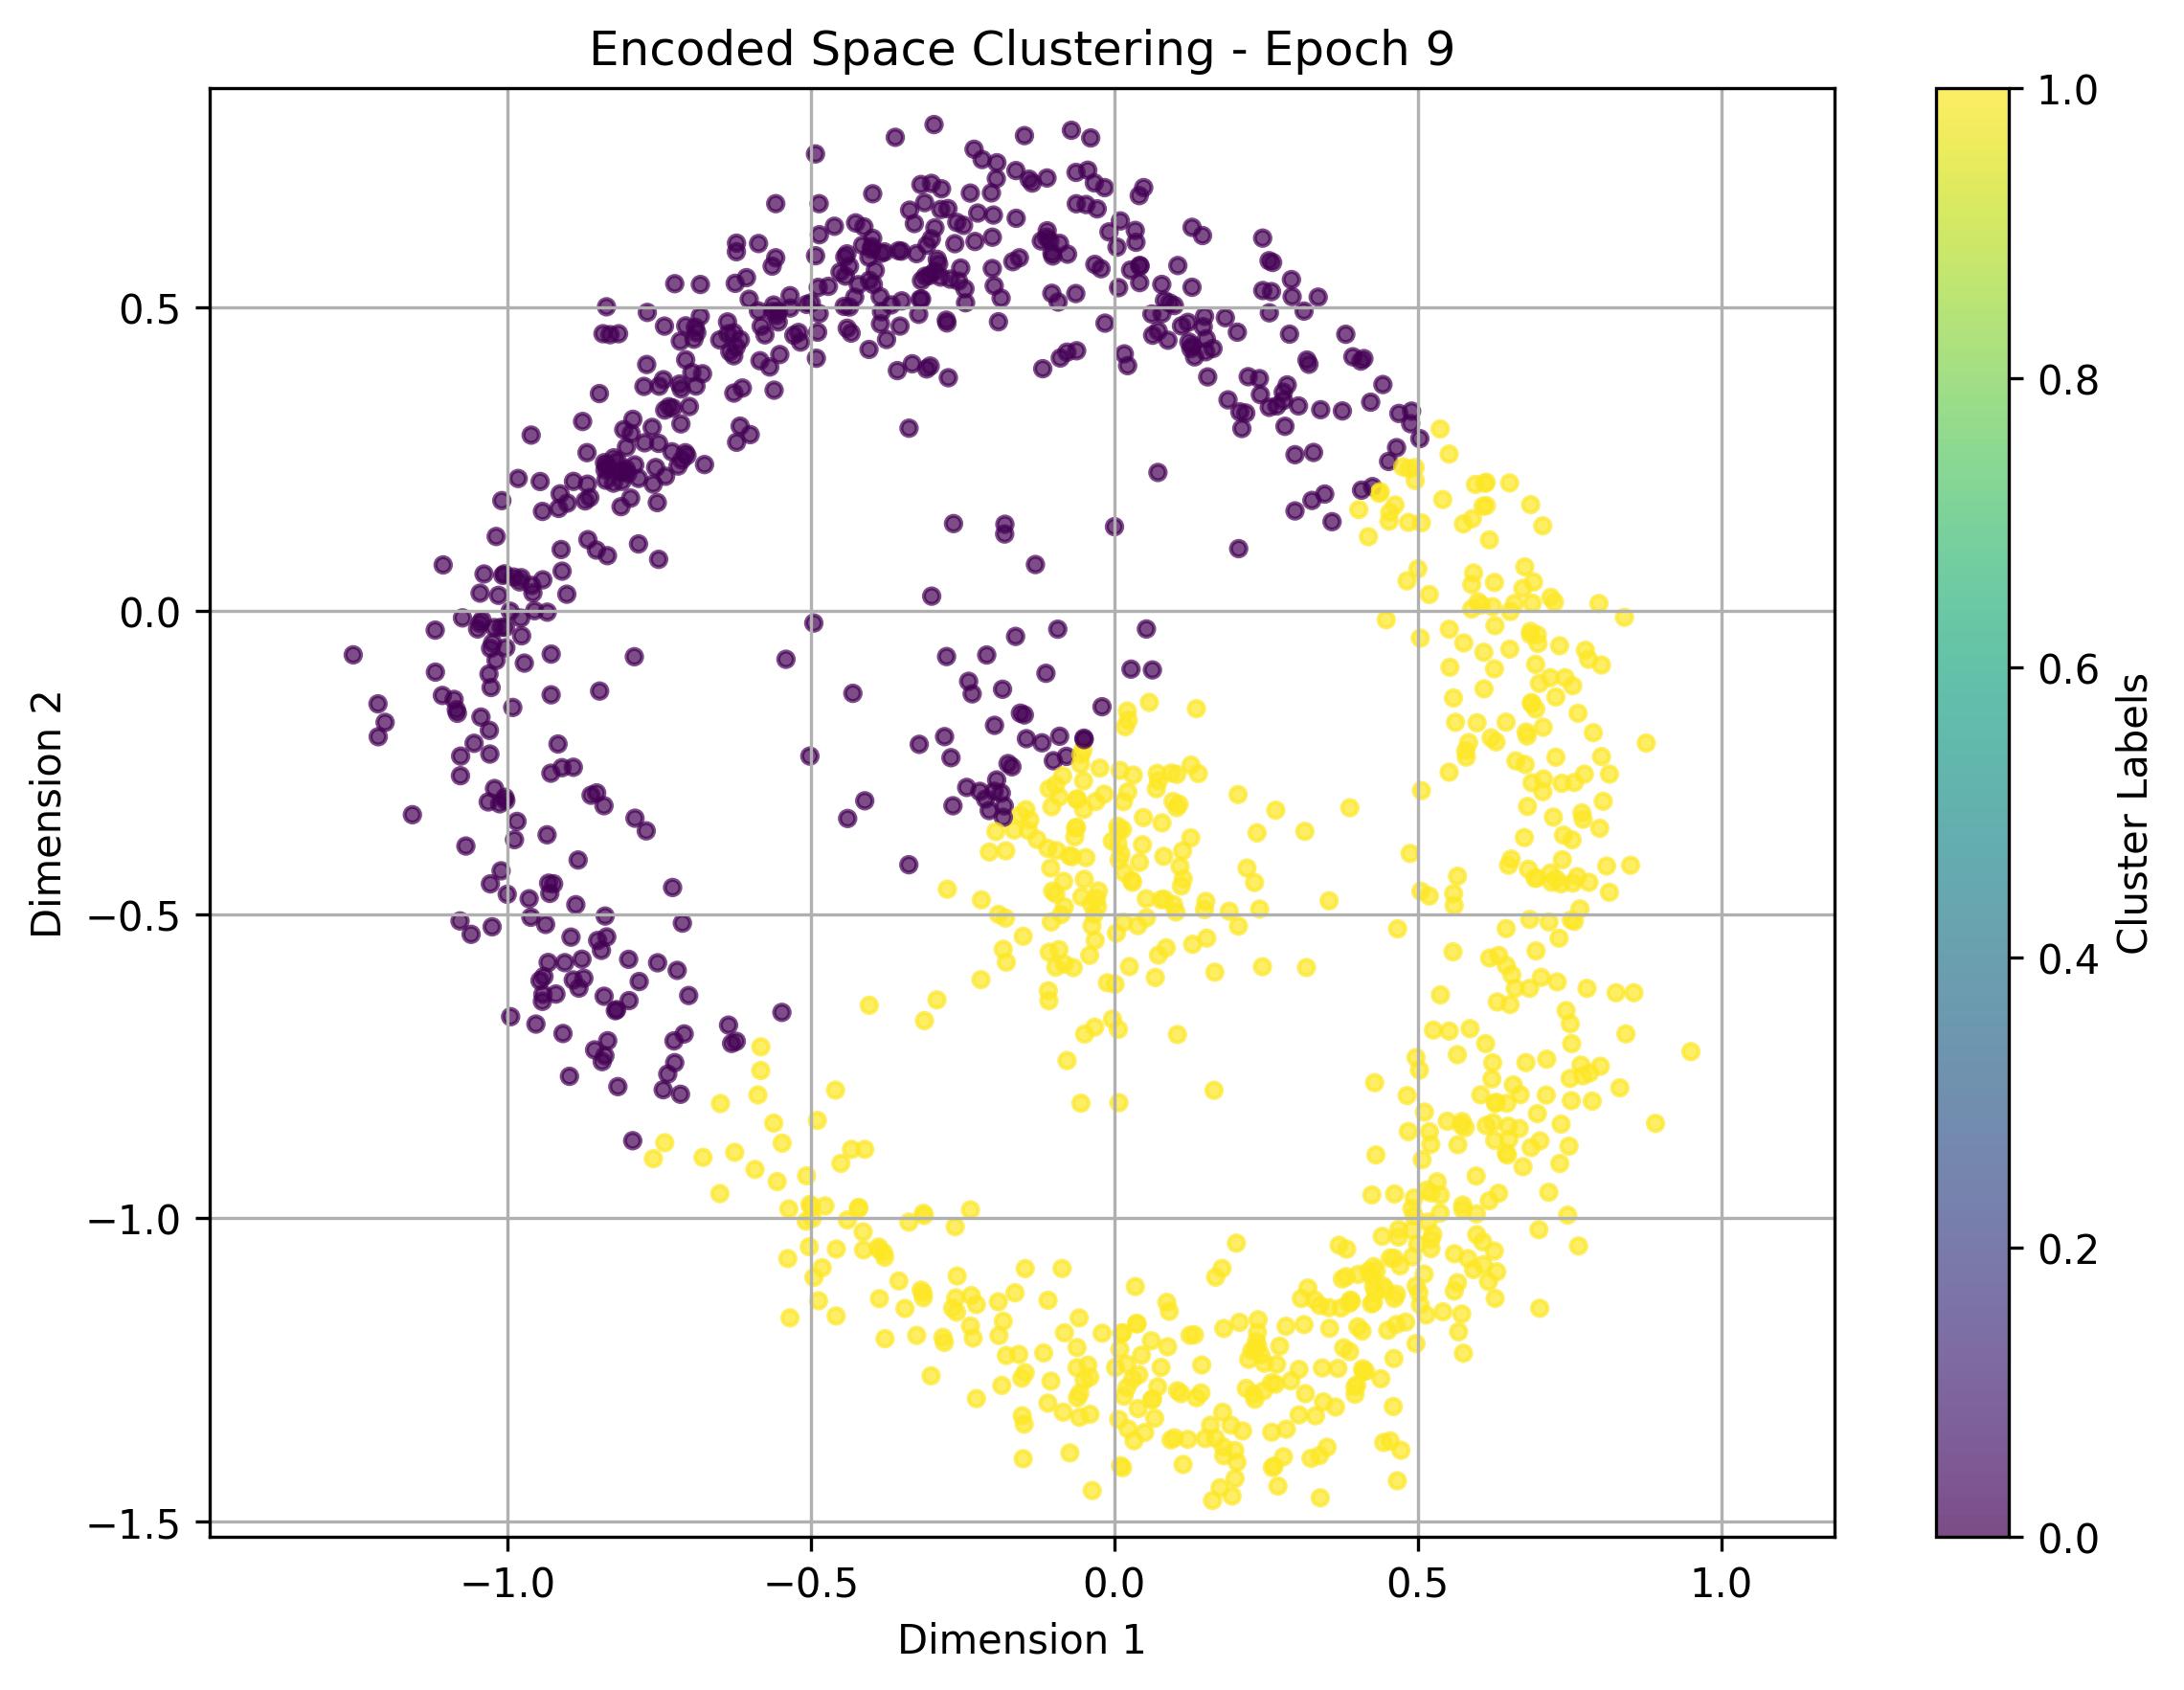 Encoded Space Clustering - Epoch 9
1.0
0.8
0.6
0.4
0.2
0.0
Cluster Labels
0.5
0.0
−0.5
−1.0
−1.5
Dimension 2
−1.0 −0.5 0.0 0.5 1.0
Dimension 1